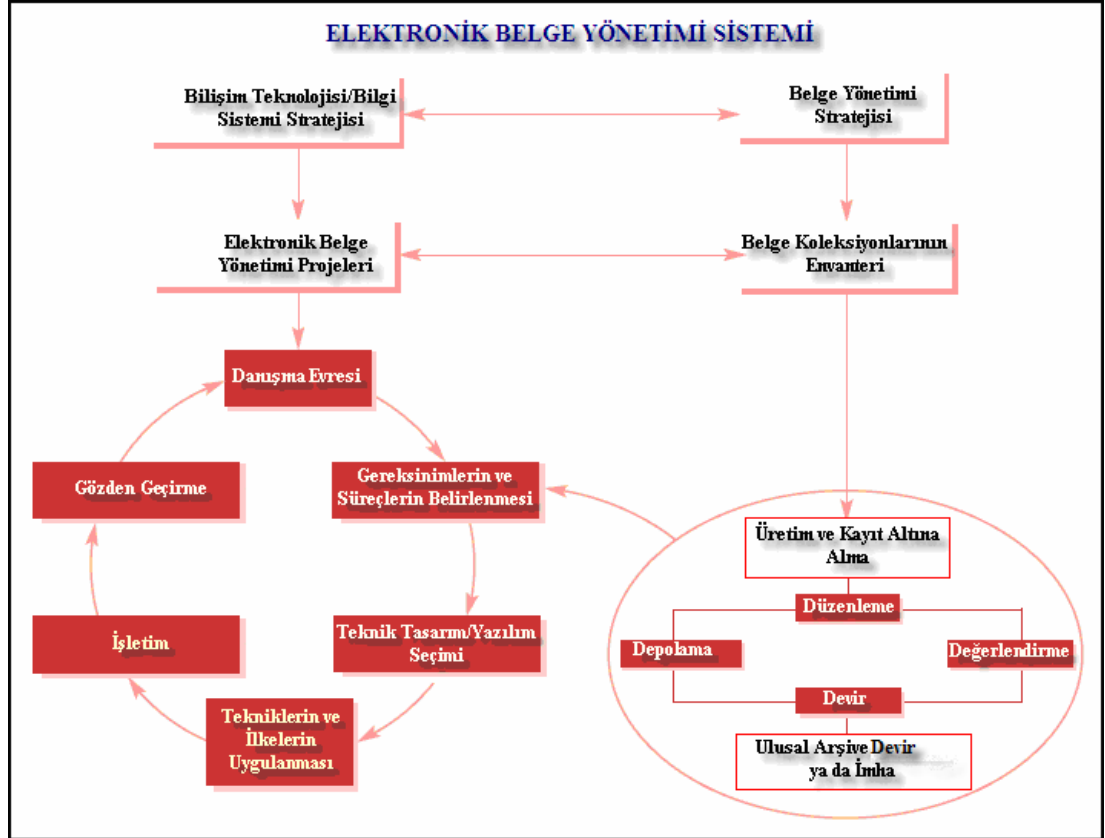 ELEKTRONİK BELGE YÖNETİMİ SİSTEMİ
Bilişim Teknolojisi/Bilgi
Sistemi Stratejisi
Belge Yönetimi
Stratejisi
Elektronik Belge
Yönetimi Projeleri
Belge Koleksiyonlarının
Envanteri
Danışma Evresi
Gözden Geçirme
Gereksinimlerin ve
Süreçlerin Belirlenmesi
Üretim ve Kayıt Altına
Alma
Düzenleme
İşletim
Teknik Tasarım/Yazılım
Seçimi
Depolama
Değerlendirme
Devir
Tekniklerin ve
İlkelerin
Uygulanması
Ulusal Arşive Devir
ya da İmha